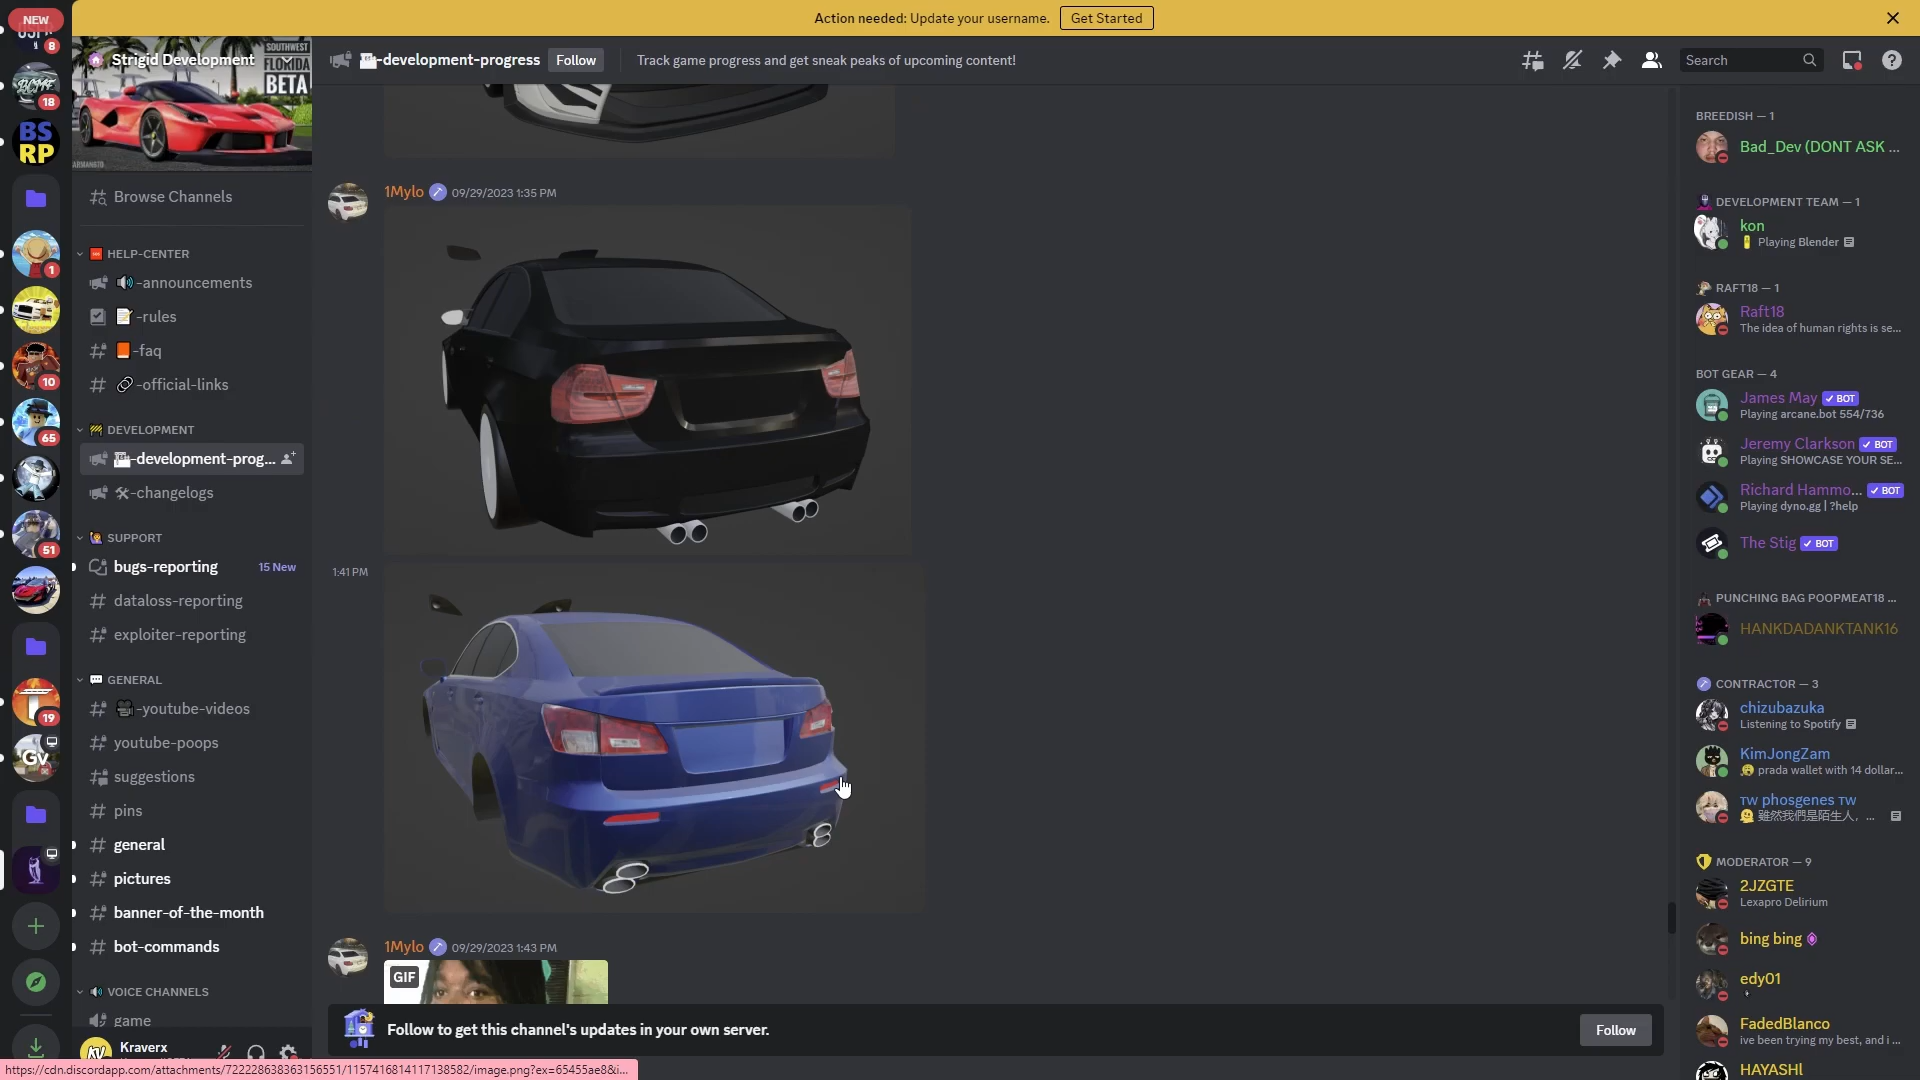 Action needed: Update your username.
Get Started
NEW
8
18
BS
RP
1
10
65
51
19
Gv
Strigid Development
SOUTHWEST
FLORIDA
BETA
Browse Channels
HELP-CENTER
-announcements
-rules
-faq
-official-links
DEVELOPMENT
-development-prog...
-changelogs
SUPPORT
bugs-reporting
15 New
dataloss-reporting
exploiter-reporting
GENERAL
-youtube-videos
youtube-poops
suggestions
pins
general
pictures
banner-of-the-month
bot-commands
VOICE CHANNELS
game
Kraverx
https://cdn.discordapp.com/attachments/722228638363156551/1157416814117138582/image.png?ex=65455ae8&i...
-development-progress
Follow
Track game progress and get sneak peaks of upcoming content!
Search
1Mylo 09/29/2023 1:35 PM
1:41 PM
1Mylo 09/29/2023 1:43 PM
GIF
Follow to get this channel's updates in your own server.
Follow
BREEDISH — 1
Bad_Dev (DONT ASK ...
DEVELOPMENT TEAM — 1
kon
Playing Blender
RAFT18 — 1
Raft18
The idea of human rights is se...
BOT GEAR — 4
James May BOT
Playing arcane.bot 554/736
Jeremy Clarkson BOT
Playing SHOWCASE YOUR SE...
Richard Hammo... BOT
Playing dyno.gg | ?help
The Stig BOT
PUNCHING BAG POOPMEAT18 ...
HANKDADANKTANK16
CONTRACTOR — 3
chizubazuka
Listening to Spotify
KimJongZam
prada wallet with 14 dollar...
TW phosgenes TW
雖然我們是陌生人, ...
MODERATOR — 9
2JZGTE
Lexapro Delirium
bing bing
edy01
FadedBlanco
ive been trying my best, and i ...
HAYASHI